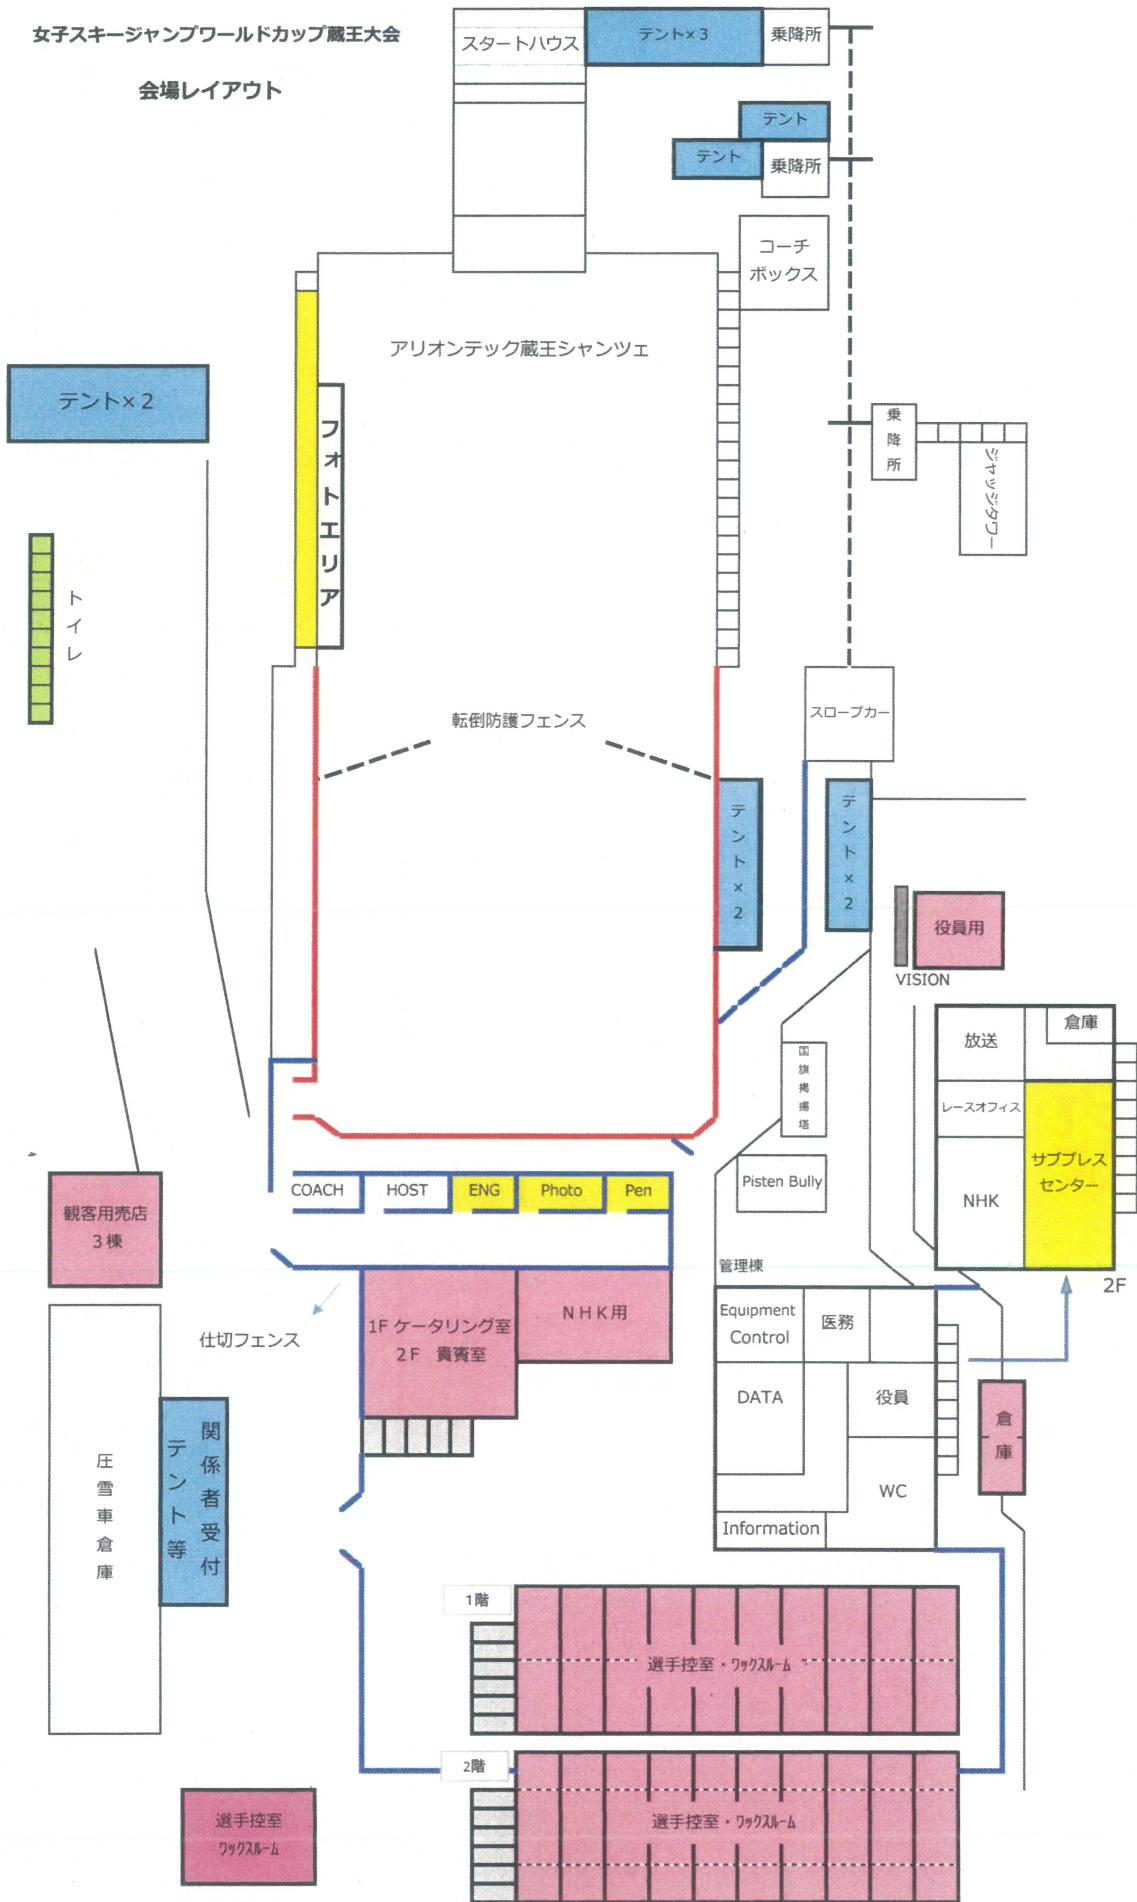 女子スキージャンプワールドカップ蔵王大会
会場レイアウト
スタートハウス
テント×3
乗降所
テント
テント
乗降所
コーチ
ボックス
アリオンテック蔵王シャンツェ
テント×2
フォトエリア
乗降所
ジャッジタワー
トイレ
転倒防護フェンス
スロープカー
テント×2
テント×2
役員用
VISION
放送
倉庫
国旗掲揚塔
レースオフィス
サブプレス
センター
NHK
2F
COACH
HOST
ENG
Photo
Pen
Pisten Bully
観客用売店
3棟
管理棟
仕切フェンス
1F ケータリング室
2F 貴賓室
NHK用
Equipment
Control
医務
DATA
役員
倉庫
WC
Information
圧雪車倉庫
関係者受付
テント等
1階
選手控室・ワックスルーム
2階
選手控室・ワックスルーム
選手控室
ワックスルーム